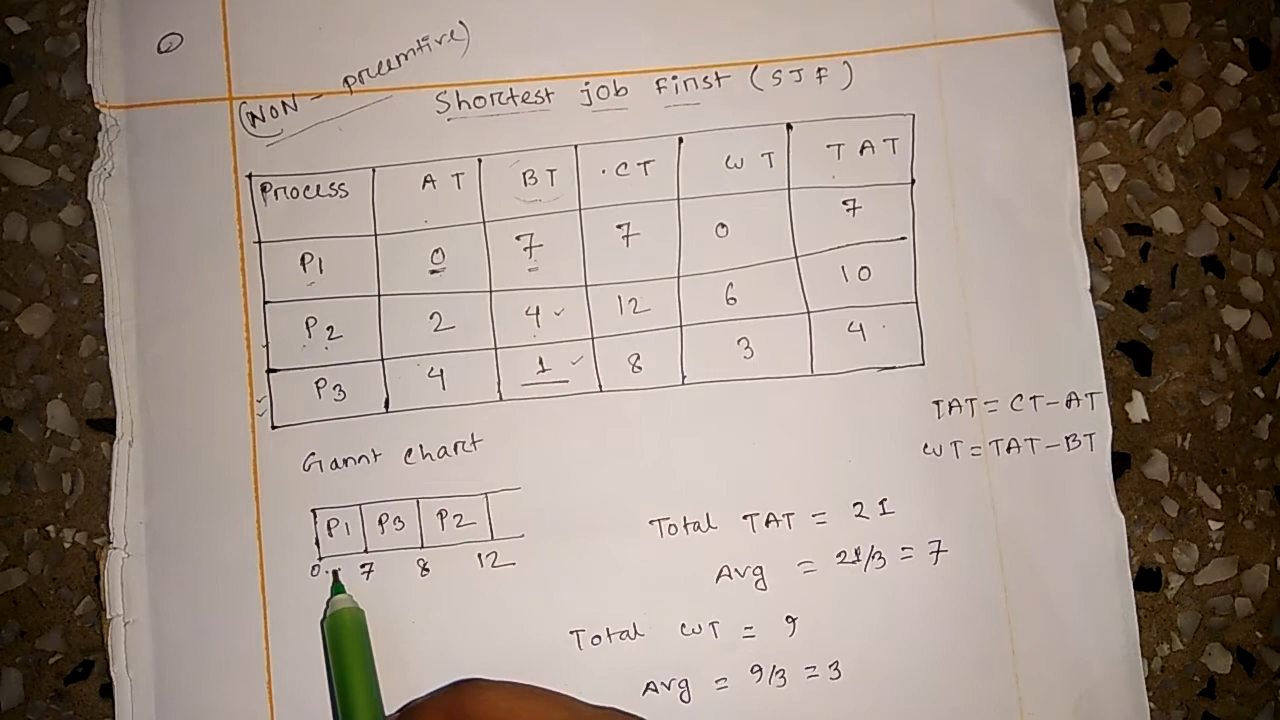 2
(NON - preemtive)
Shortest job First (SJF)
Process AT BT .CT WT TAT
P1 0 7 7 0 7
P2 2 4 12 6 10
P3 4 1 8 3 4
TAT = CT-AT
WT = TAT-BT
Gannt chart
P1 P3 P2
0 7 8 12
Total TAT = 21
Avg = 21/3 = 7
Total WT = 9
Avg = 9/3 = 3